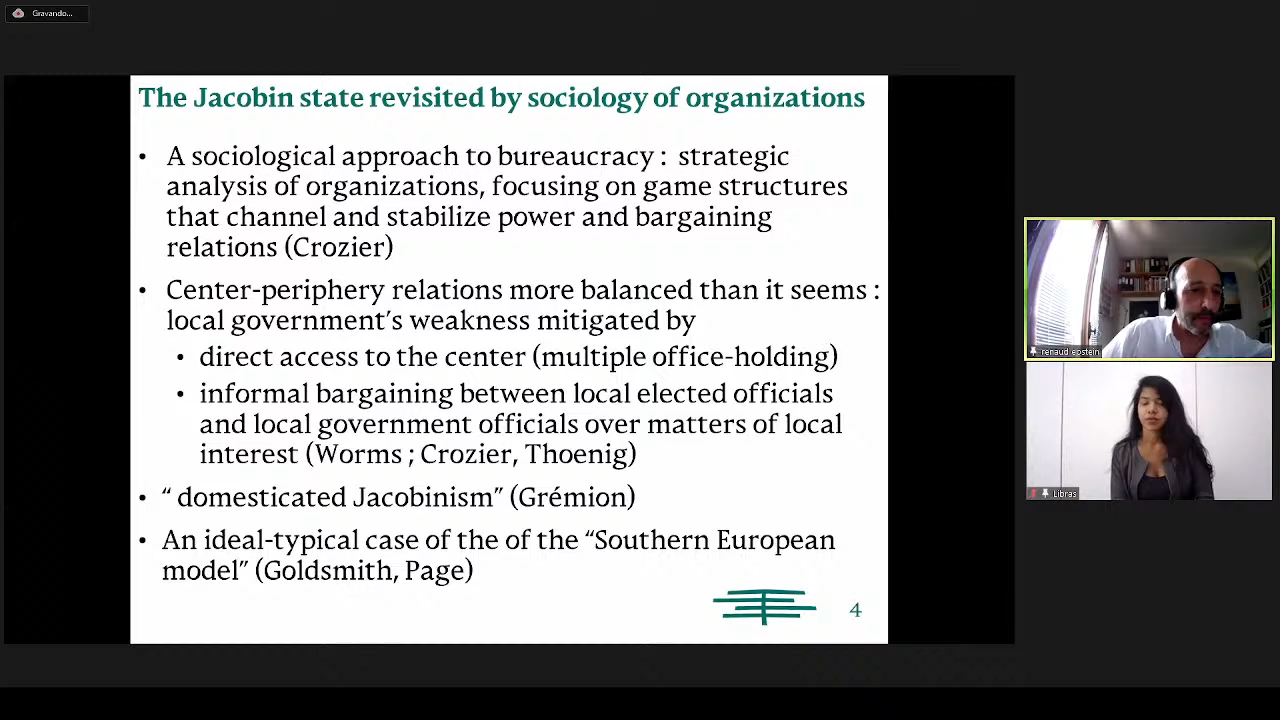 Gravando...
The Jacobin state revisited by sociology of organizations
• A sociological approach to bureaucracy : strategic
analysis of organizations, focusing on game structures
that channel and stabilize power and bargaining
relations (Crozier)
• Center-periphery relations more balanced than it seems :
local government's weakness mitigated by
• direct access to the center (multiple office-holding)
• informal bargaining between local elected officials
and local government officials over matters of local
interest (Worms ; Crozier, Thoenig)
• “ domesticated Jacobinism” (Grémion)
• An ideal-typical case of the of the “Southern European
model” (Goldsmith, Page)
4
renaud epstein
Libras